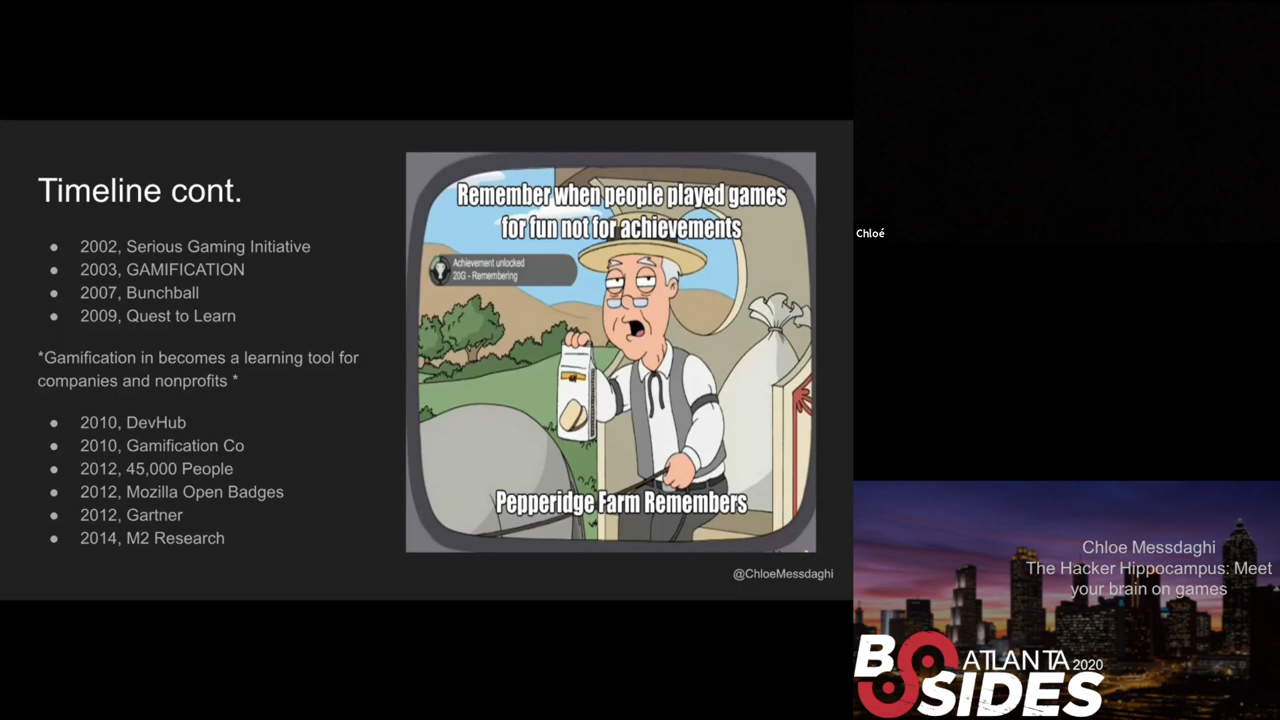 Timeline cont.
● 2002, Serious Gaming Initiative
● 2003, GAMIFICATION
● 2007, Bunchball
● 2009, Quest to Learn
*Gamification in becomes a learning tool for
companies and nonprofits *
● 2010, DevHub
● 2010, Gamification Co
● 2012, 45,000 People
● 2012, Mozilla Open Badges
● 2012, Gartner
● 2014, M2 Research
Remember when people played games
for fun not for achievements
Achievement unlocked
20G - Remembering
Pepperidge Farm Remembers
@ChloeMessdaghi
Chloé
Chloe Messdaghi
The Hacker Hippocampus: Meet
your brain on games
BSIDES
ATLANTA 2020